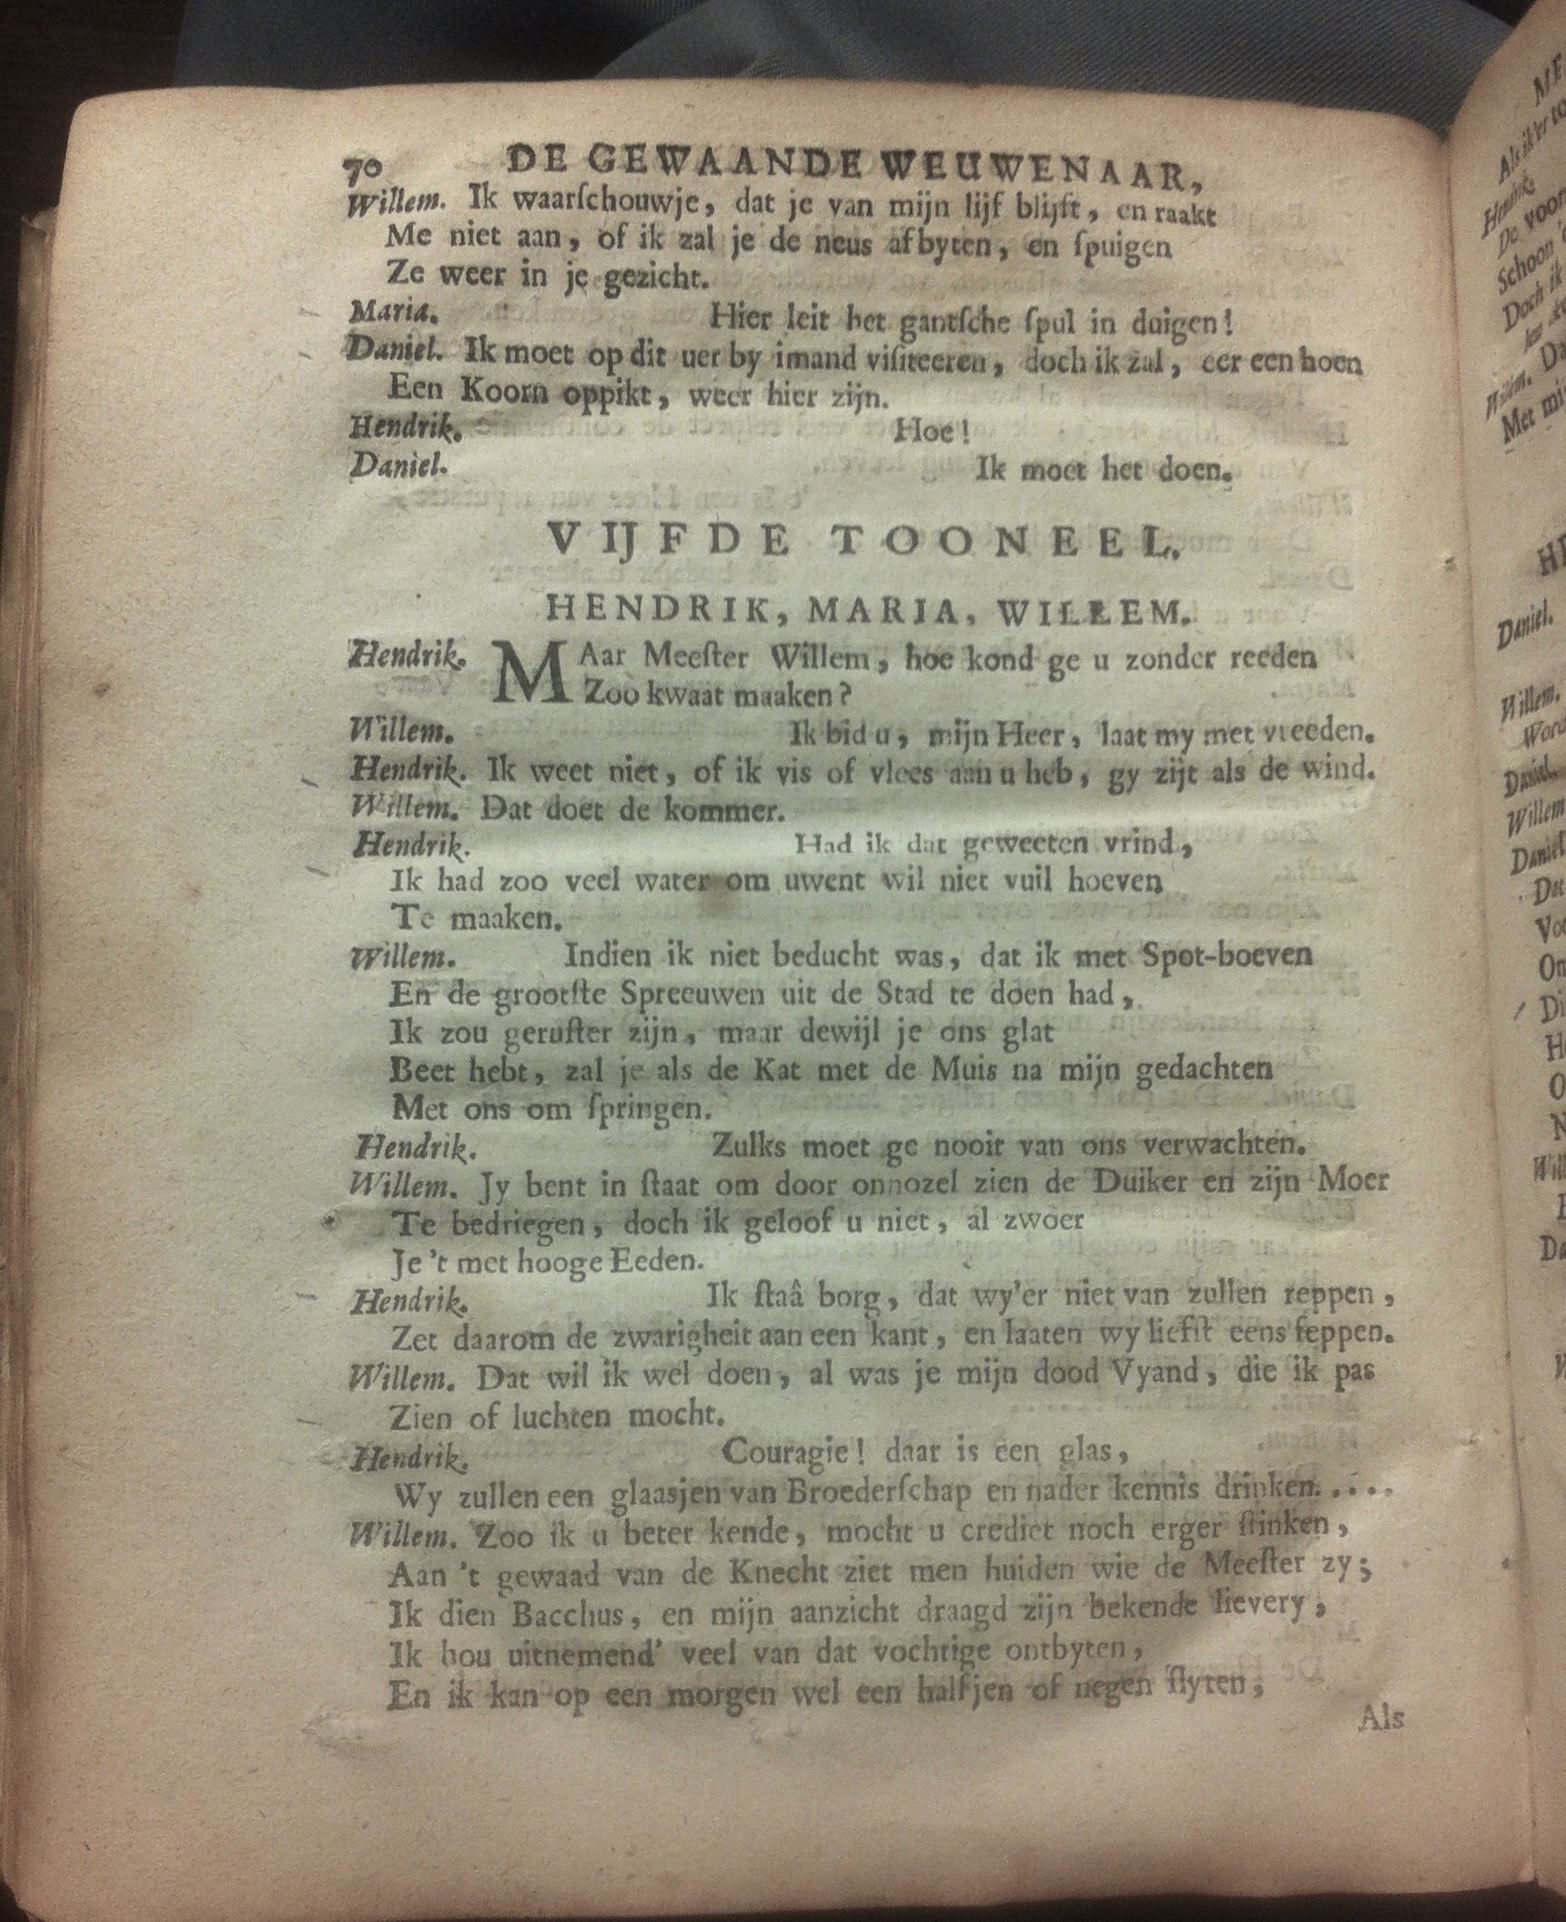 70 DE GEWAANDE WEUWENAAR,
Willem. Ik waarſchouwje, dat je van mijn lijf blijft, en raakt
Me niet aan, of ik zal je de neus afbyten, en ſpuigen
Ze weer in je gezicht.
Maria. Hier leit het gantſche ſpul in duigen!
Daniel. Ik moet op dit uer by imand viſiteeren, doch ik zal, eer een hoen
Een Koorn oppikt, weer hier zijn.
Hendrik. Hoe!
Daniel. Ik moet het doen.
VIJFDE TOONEEL.
HENDRIK, MARIA, WILLEM.
Hendrik. MAar Meeſter Willem, hoe kond ge u zonder reeden
Zoo kwaat maaken?
Willem. Ik bid u, mijn Heer, laat my met vreeden.
Hendrik. Ik weet niet, of ik vis of vlees aan u heb, gy zijt als de wind.
Willem. Dat doet de kommer.
Hendrik. Had ik dat geweeten vrind,
Ik had zoo veel water om uwent wil niet vuil hoeven
Te maaken.
Willem. Indien ik niet beducht was, dat ik met Spot-boeven
En de grootſte Spreeuwen uit de Stad te doen had,
Ik zou geruſter zijn, maar dewijl je ons glat
Beet hebt, zal je als de Kat met de Muis na mijn gedachten
Met ons om ſpringen.
Hendrik. Zulks moet ge nooit van ons verwachten.
Willem. Jy bent in ſtaat om door onnozel zien de Duiker en zijn Moer
Te bedriegen, doch ik geloof u niet, al zwoer
Je 't met hooge Eeden.
Hendrik. Ik ſtaâ borg, dat wy'er niet van zullen reppen,
Zet daarom de zwarigheit aan een kant, en laaten wy liefſt eens ſeppen.
Willem. Dat wil ik wel doen, al was je mijn dood Vyand, die ik pas
Zien of luchten mocht.
Hendrik. Couragie! daar is een glas,
Wy zullen een glaasjen van Broederſchap en nader kennis drinken....
Willem. Zoo ik u beter kende, mocht u crediet noch erger ſtinken,
Aan 't gewaad van de Knecht ziet men huiden wie de Meeſter zy;
Ik dien Bacchus, en mijn aanzicht draagd zijn bekende lievery,
Ik hou uitnemend' veel van dat vochtige ontbyten,
En ik kan op een morgen wel een halfjen of negen ſlyten,
Als